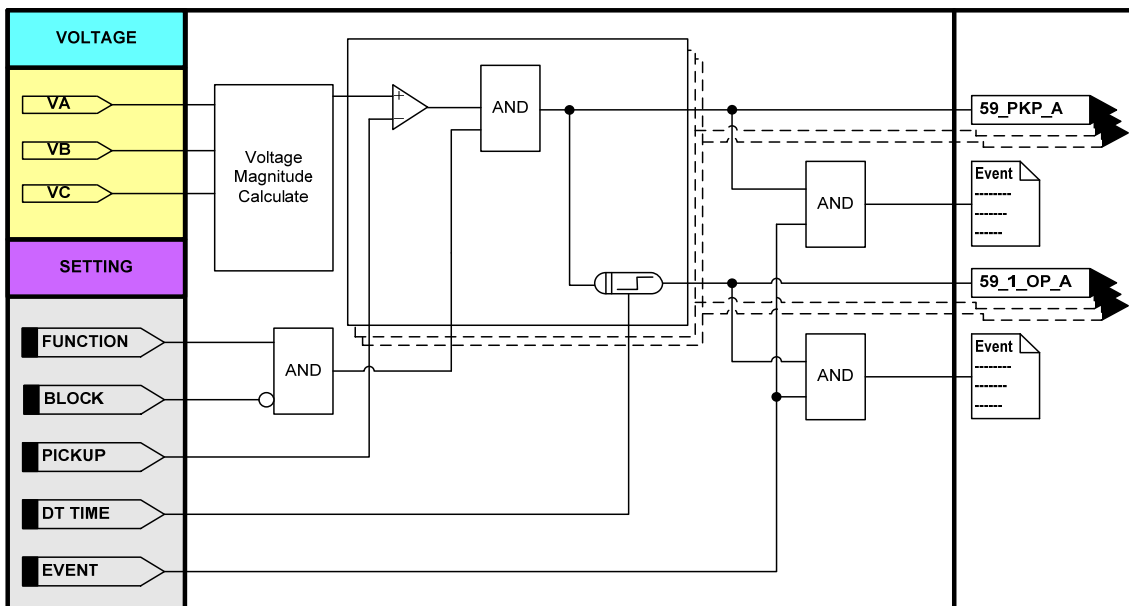 VOLTAGE
VA
VB
VC
SETTING
FUNCTION
BLOCK
PICKUP
DT TIME
EVENT
Voltage
Magnitude
Calculate
+
−
AND
AND
AND
AND
59_PKP_A
Event
--------
-------
------
59_1_OP_A
Event
--------
-------
------